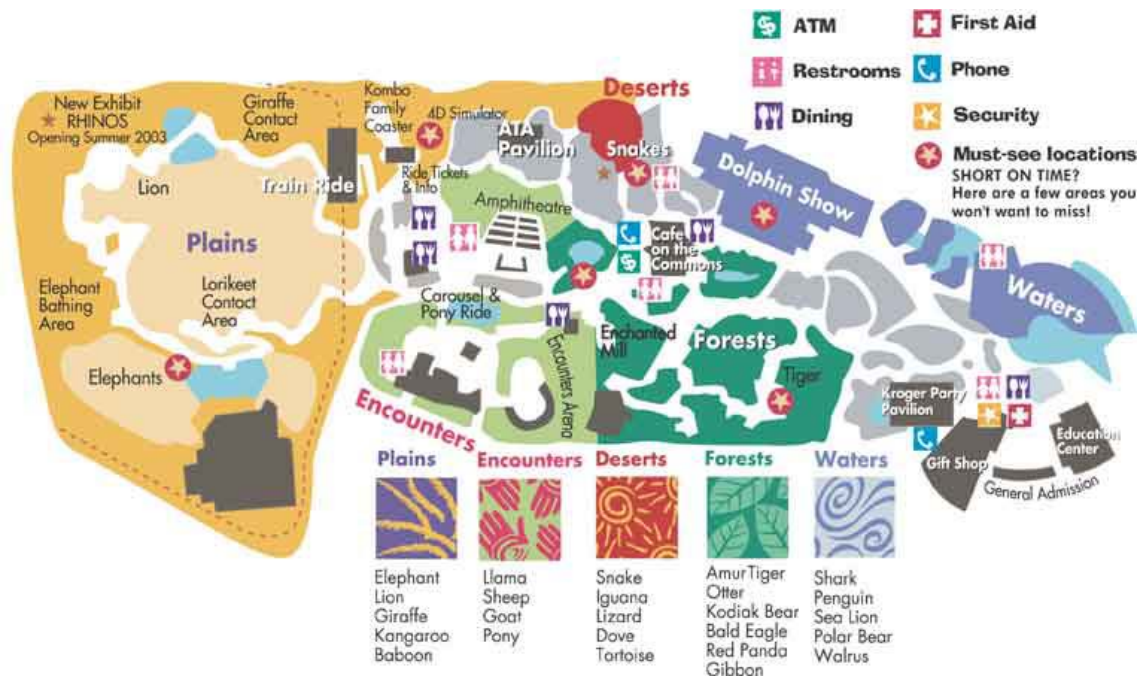 ATM
First Aid
Restrooms
Phone
Dining
Security
Must-see locations
SHORT ON TIME?
Here are a few areas you
won't want to miss!
New Exhibit
RHINOS
Opening Summer 2003
Giraffe
Contact
Area
Kombo
Family
Coaster
4D Simulator
Deserts
ATA
Pavilion
Snakes
Dolphin Show
Lion
Train Ride
Ride Tickets
& Info
Amphitheatre
Plains
Cafe
on the
Commons
Waters
Elephant
Bathing
Area
Lorikeet
Contact
Area
Carousel &
Pony Ride
Enchanted
Mill
Forests
Elephants
Encounters Arena
Tiger
Kroger Party
Pavilion
Encounters
Gift Shop
Education
Center
General Admission
Plains
Encounters
Deserts
Forests
Waters
Elephant
Lion
Giraffe
Kangaroo
Baboon
Llama
Sheep
Goat
Pony
Snake
Iguana
Lizard
Dove
Tortoise
Amur Tiger
Otter
Kodiak Bear
Bald Eagle
Red Panda
Gibbon
Shark
Penguin
Sea Lion
Polar Bear
Walrus